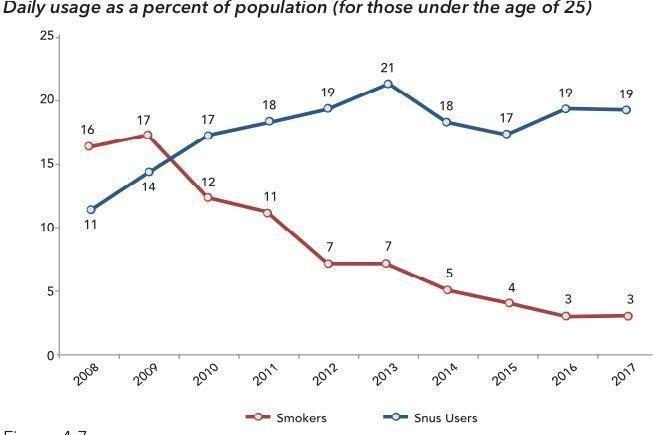 Daily usage as a percent of population (for those under the age of 25)
25
20
15
10
5
0
16 17 12 11 7 7 5 4 3 3
11 14 17 18 19 21 18 17 19 19
2008 2009 2010 2011 2012 2013 2014 2015 2016 2017
Smokers Snus Users